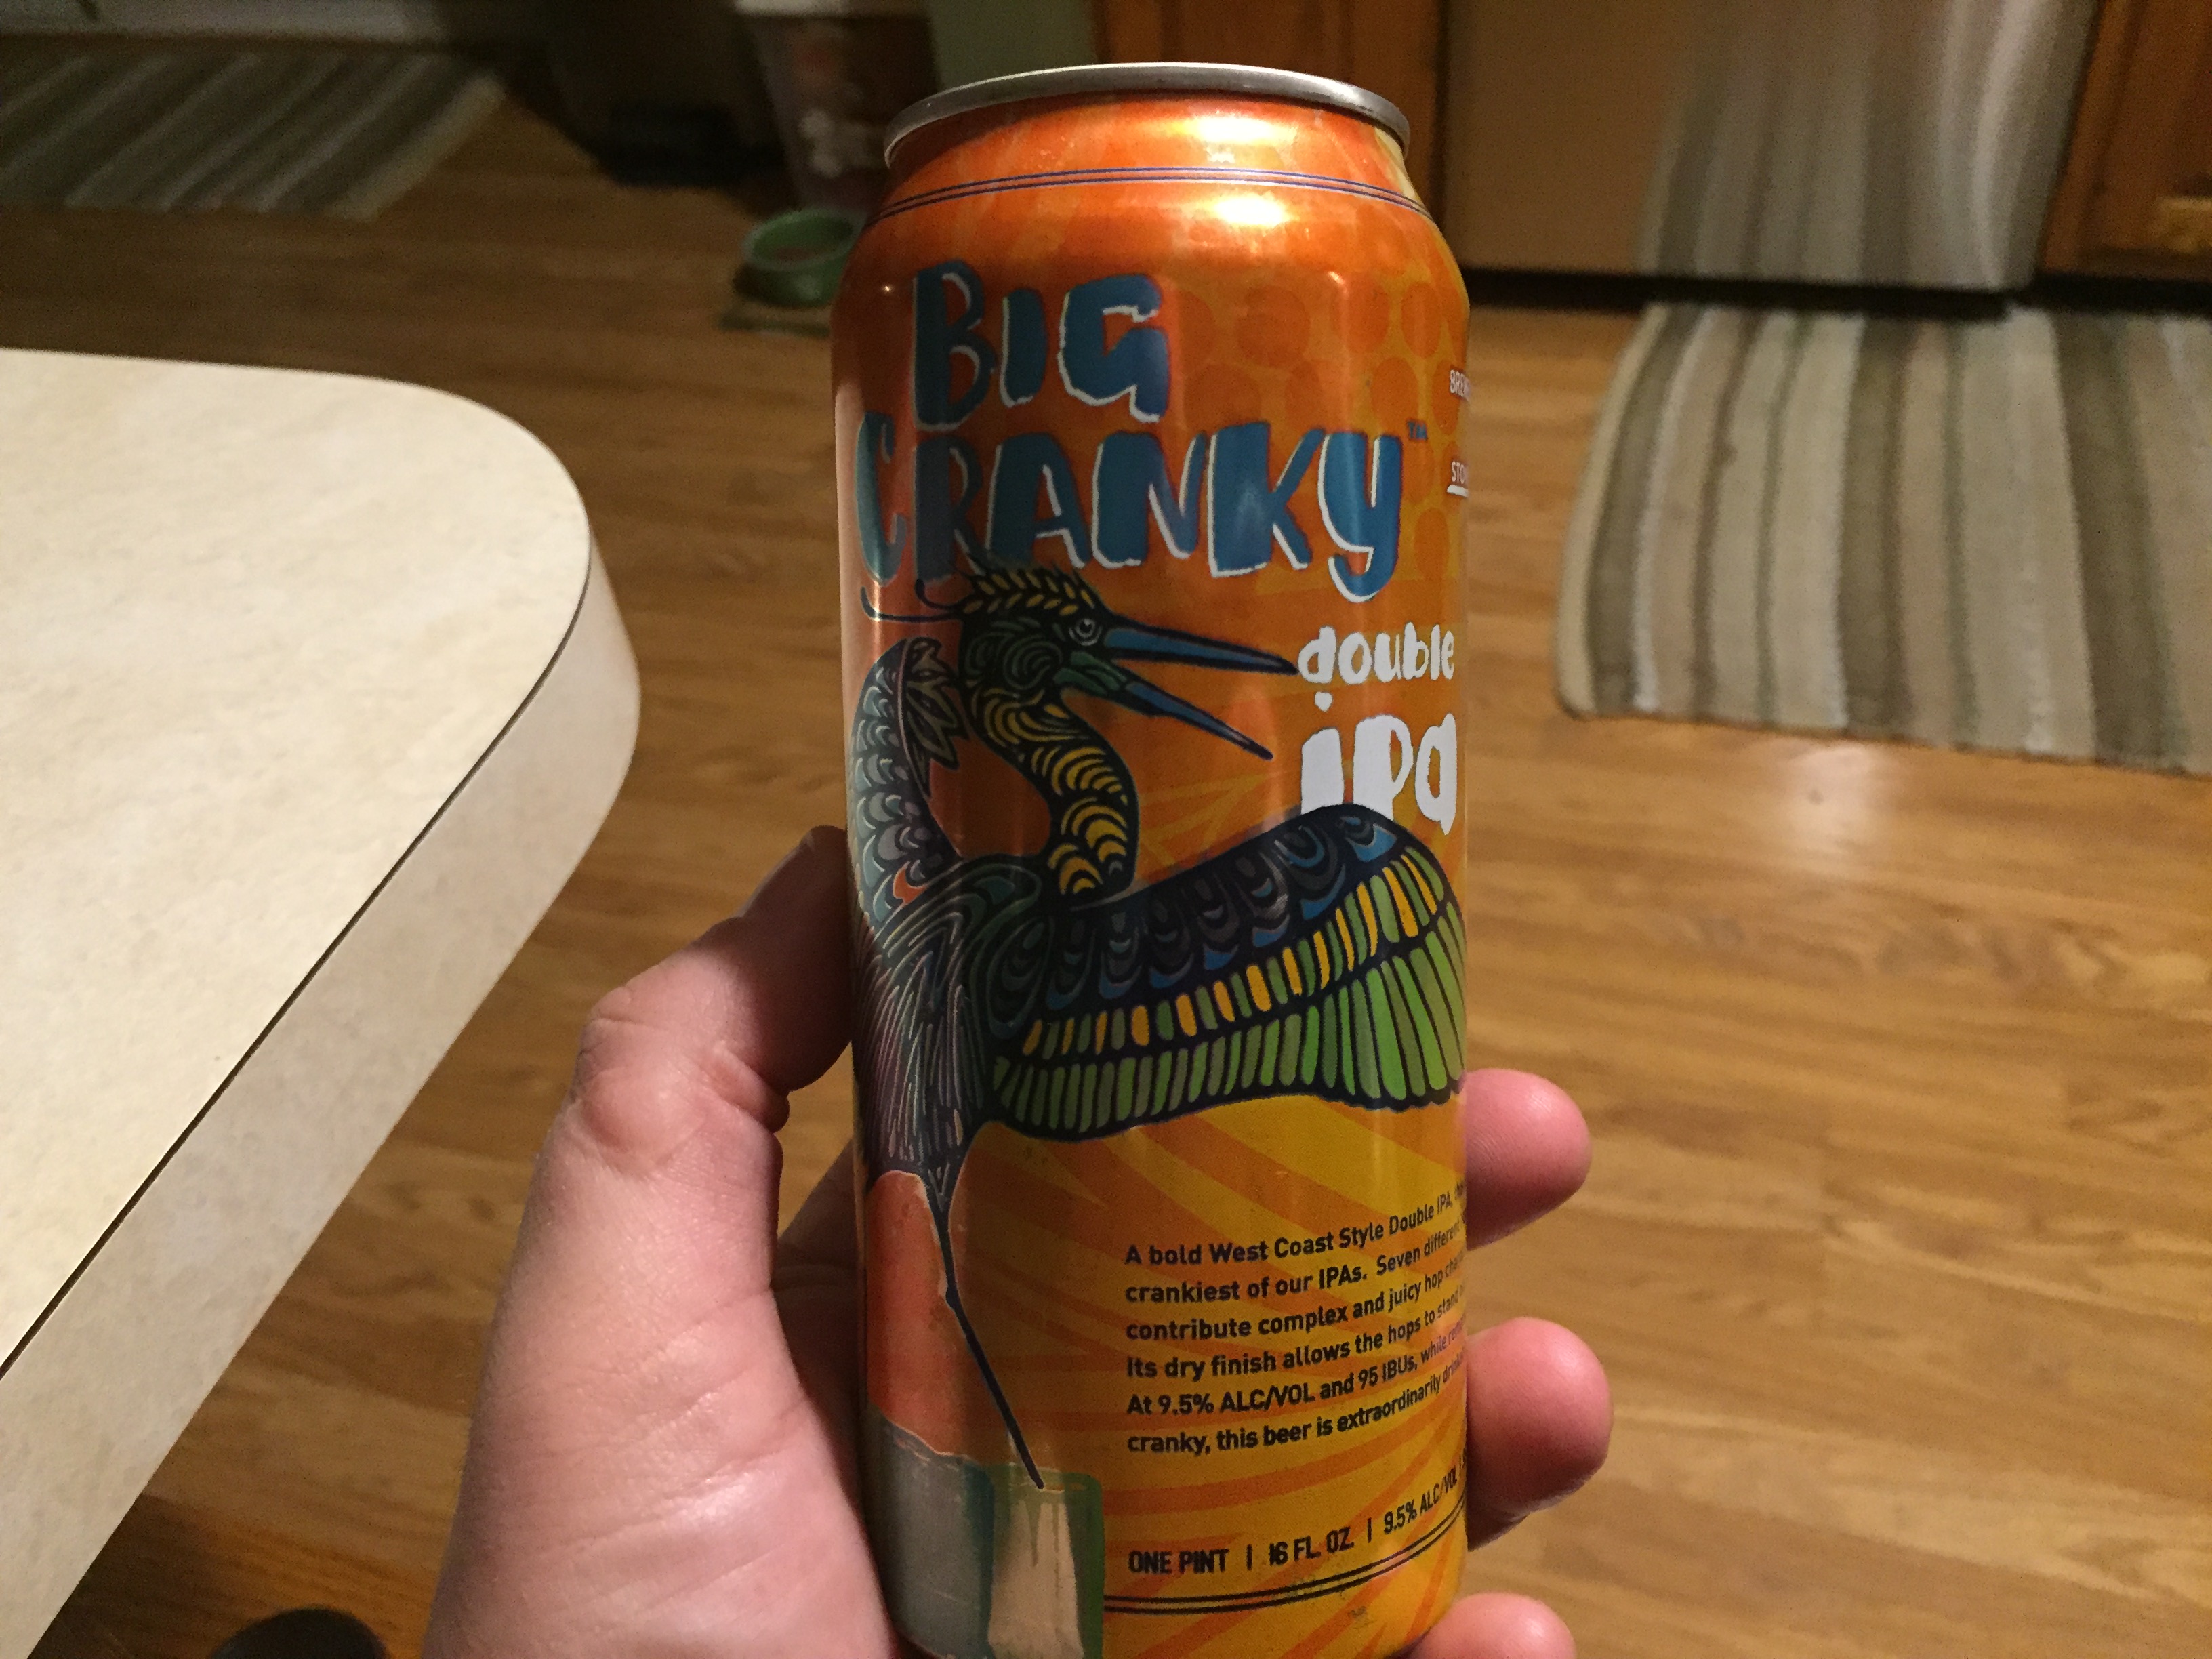 BIG
CRANKY™
double
IPA
A bold West Coast Style Double IPA,
crankiest of our IPAs. Seven different
contribute complex and juicy hop
Its dry finish allows the hops to stand
At 9.5% ALC/VOL and 95 IBUs, while
cranky, this beer is extraordinarily
ONE PINT | 16 FL. OZ. | 9.5% ALC/VOL |